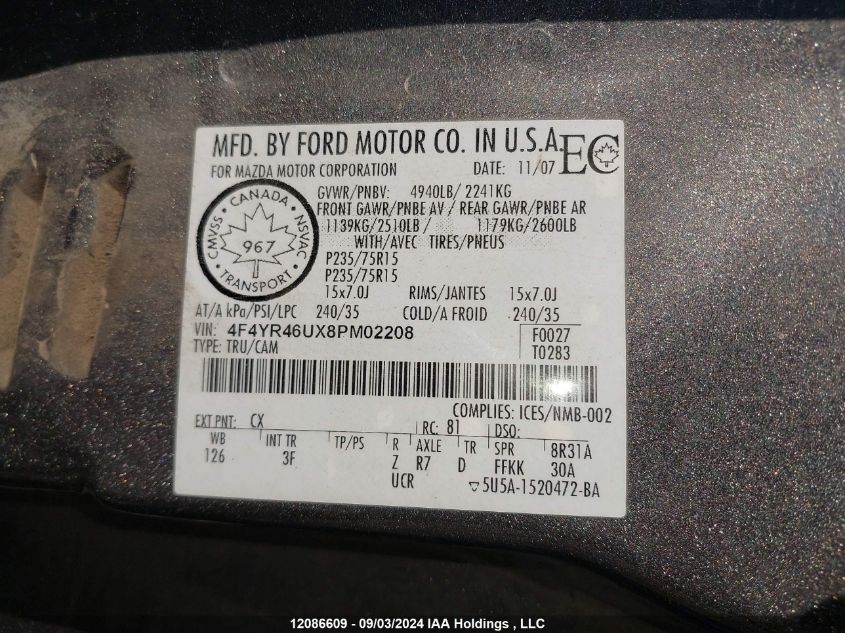 MFD. BY FORD MOTOR CO. IN U.S.A. EC
FOR MAZDA MOTOR CORPORATION DATE: 11/07
GVWR/PNBV: 4940LB/ 2241KG
FRONT GAWR/PNBE AV / REAR GAWR/PNBE AR
1139KG/2510LB / 1179KG/2600LB
WITH/AVEC TIRES/PNEUS
P235/75R15
P235/75R15
15x7.0J RIMS/JANTES 15x7.0J
CANADA
CMVSS NSVAC
967
TRANSPORT
AT/A kPa/PSI/LPC 240/35 COLD/A FROID 240/35
VIN: 4F4YR46UX8PM02208 F0027
TYPE: TRU/CAM T0283
COMPLIES: ICES/NMB-002
EXT PNT: CX RC: 81 DSO:
WB INT TR TP/PS R AXLE TR SPR 8R31A
126 3F Z R7 D FFKK 30A
UCR ▽5U5A-1520472-BA
12086609 - 09/03/2024 IAA Holdings , LLC